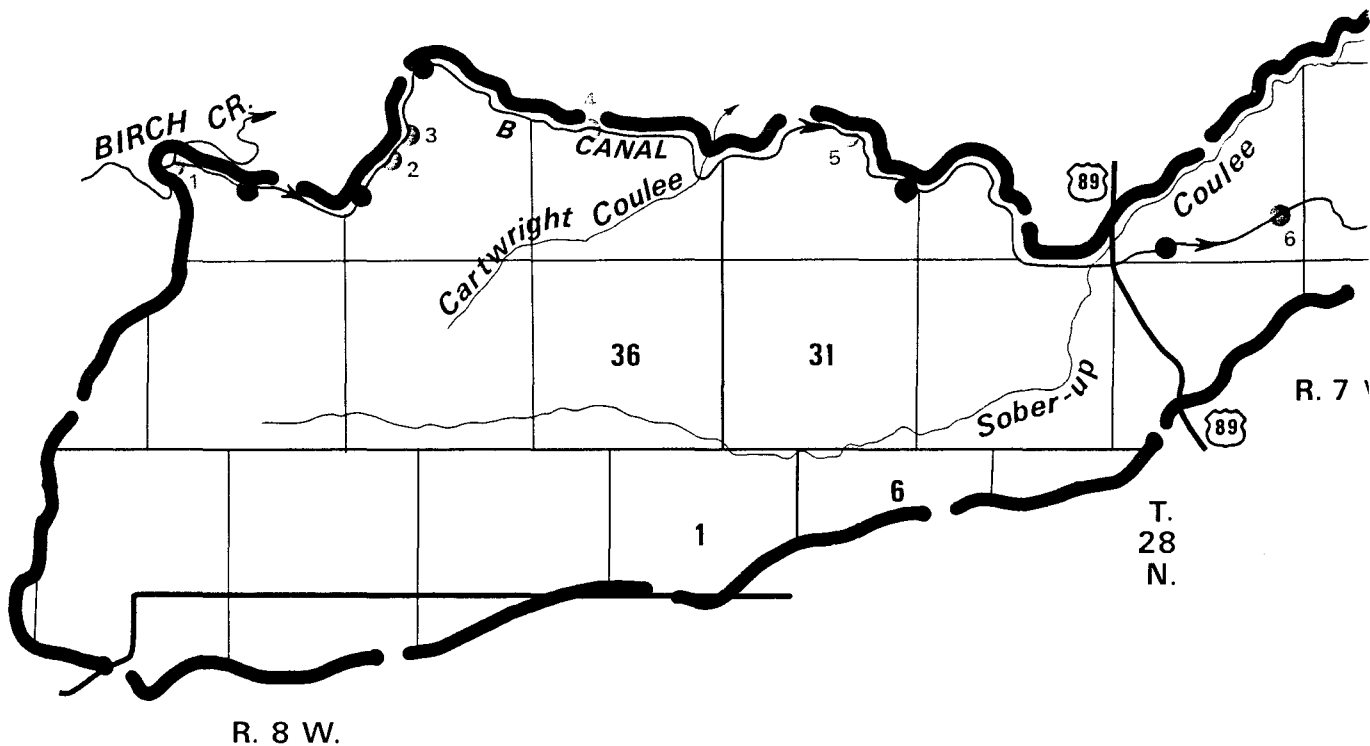 BIRCH CR.
1
2
3
B
4
CANAL
5
Cartwright Coulee
89
Coulee
6
36
31
Sober-up
R. 7
89
6
1
T.
28
N.
R. 8 W.